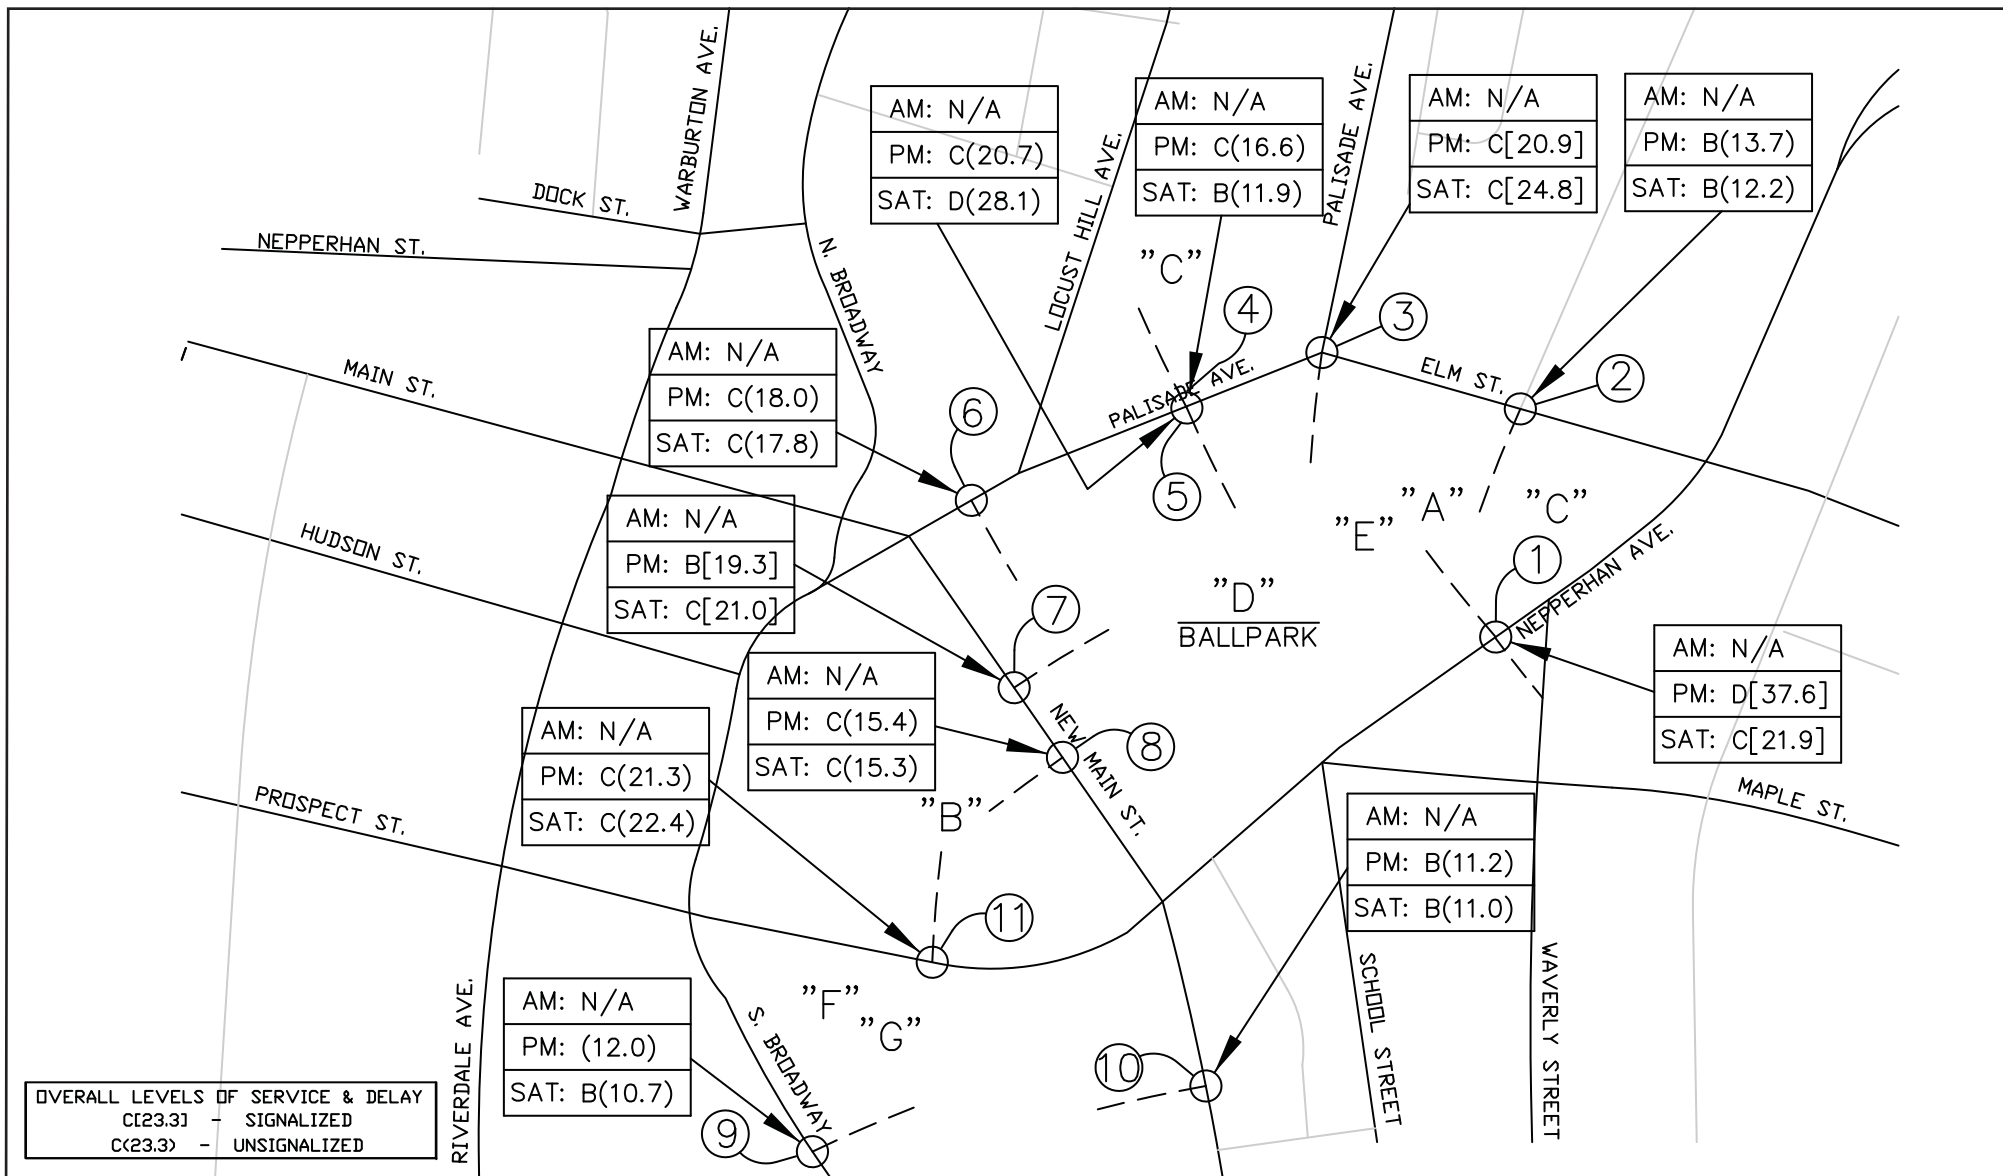 WARBURTON AVE.
DOCK ST.
NEPPERHAN ST.
N. BROADWAY
LOCUST HILL AVE.
PALISADE AVE.
AM: N/A
PM: C(20.7)
SAT: D(28.1)
AM: N/A
PM: C(16.6)
SAT: B(11.9)
AM: N/A
PM: C[20.9]
SAT: C[24.8]
AM: N/A
PM: B(13.7)
SAT: B(12.2)
"C"
4
3
2
ELM ST.
PALISADE AVE.
5
MAIN ST.
AM: N/A
PM: C(18.0)
SAT: C(17.8)
6
HUDSON ST.
AM: N/A
PM: B[19.3]
SAT: C[21.0]
7
"E"
"A"
"C"
1
NEPPERHAN AVE.
"D"
BALLPARK
AM: N/A
PM: D[37.6]
SAT: C[21.9]
AM: N/A
PM: C(15.4)
SAT: C(15.3)
NEW MAIN ST.
8
AM: N/A
PM: C(21.3)
SAT: C(22.4)
"B"
PROSPECT ST.
MAPLE ST.
AM: N/A
PM: B(11.2)
SAT: B(11.0)
11
RIVERDALE AVE.
AM: N/A
PM: (12.0)
SAT: B(10.7)
S. BROADWAY
"F"
"G"
10
9
SCHOOL STREET
WAVERLY STREET
OVERALL LEVELS OF SERVICE & DELAY
C[23.3] - SIGNALIZED
C(23.3) - UNSIGNALIZED